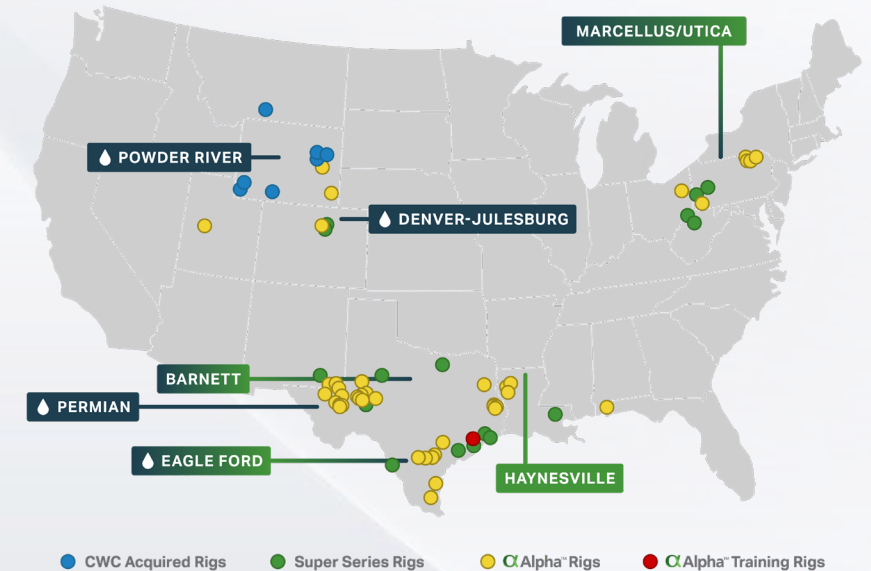 MARCELLUS/UTICA
POWDER RIVER
DENVER-JULESBURG
BARNETT
PERMIAN
EAGLE FORD
HAYNESVILLE
CWC Acquired Rigs
Super Series Rigs
α Alpha™ Rigs
α Alpha™ Training Rigs